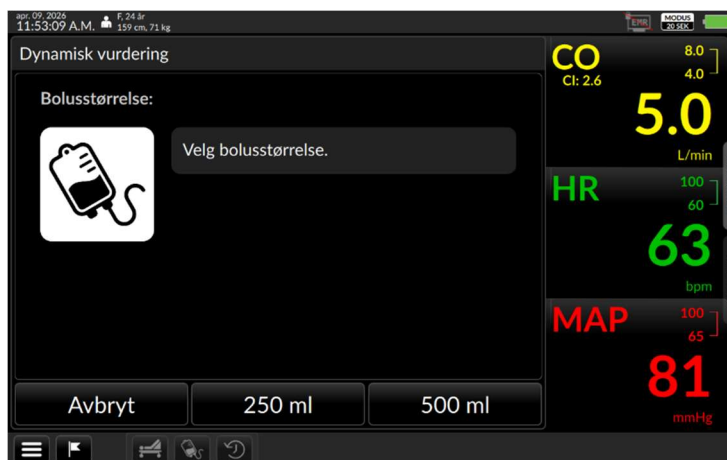 apr. 09, 2026
11:53:09 A.M.
F, 24 år
159 cm, 71 kg
EMR
MODUS
20 SEK
Dynamisk vurdering
Bolusstørrelse:
Velg bolusstørrelse.
Avbryt
250 ml
500 ml
CO
CI: 2.6
8.0
4.0
5.0
L/min
HR
100
60
63
bpm
MAP
100
65
81
mmHg